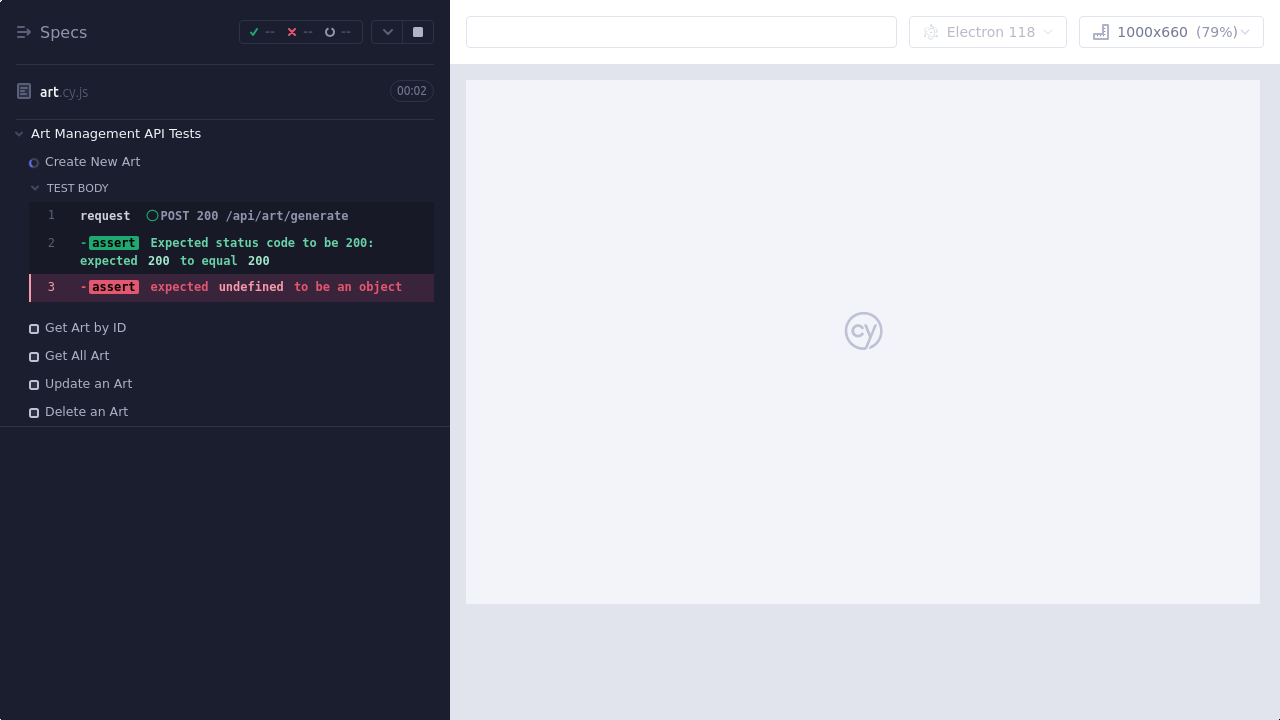 Specs
--
--
--
art.cy.js
00:02
Art Management API Tests
Create New Art
TEST BODY
1 request POST 200 /api/art/generate
2 -assert Expected status code to be 200:
expected 200 to equal 200
3 -assert expected undefined to be an object
Get Art by ID
Get All Art
Update an Art
Delete an Art
Electron 118
1000x660 (79%)
cy